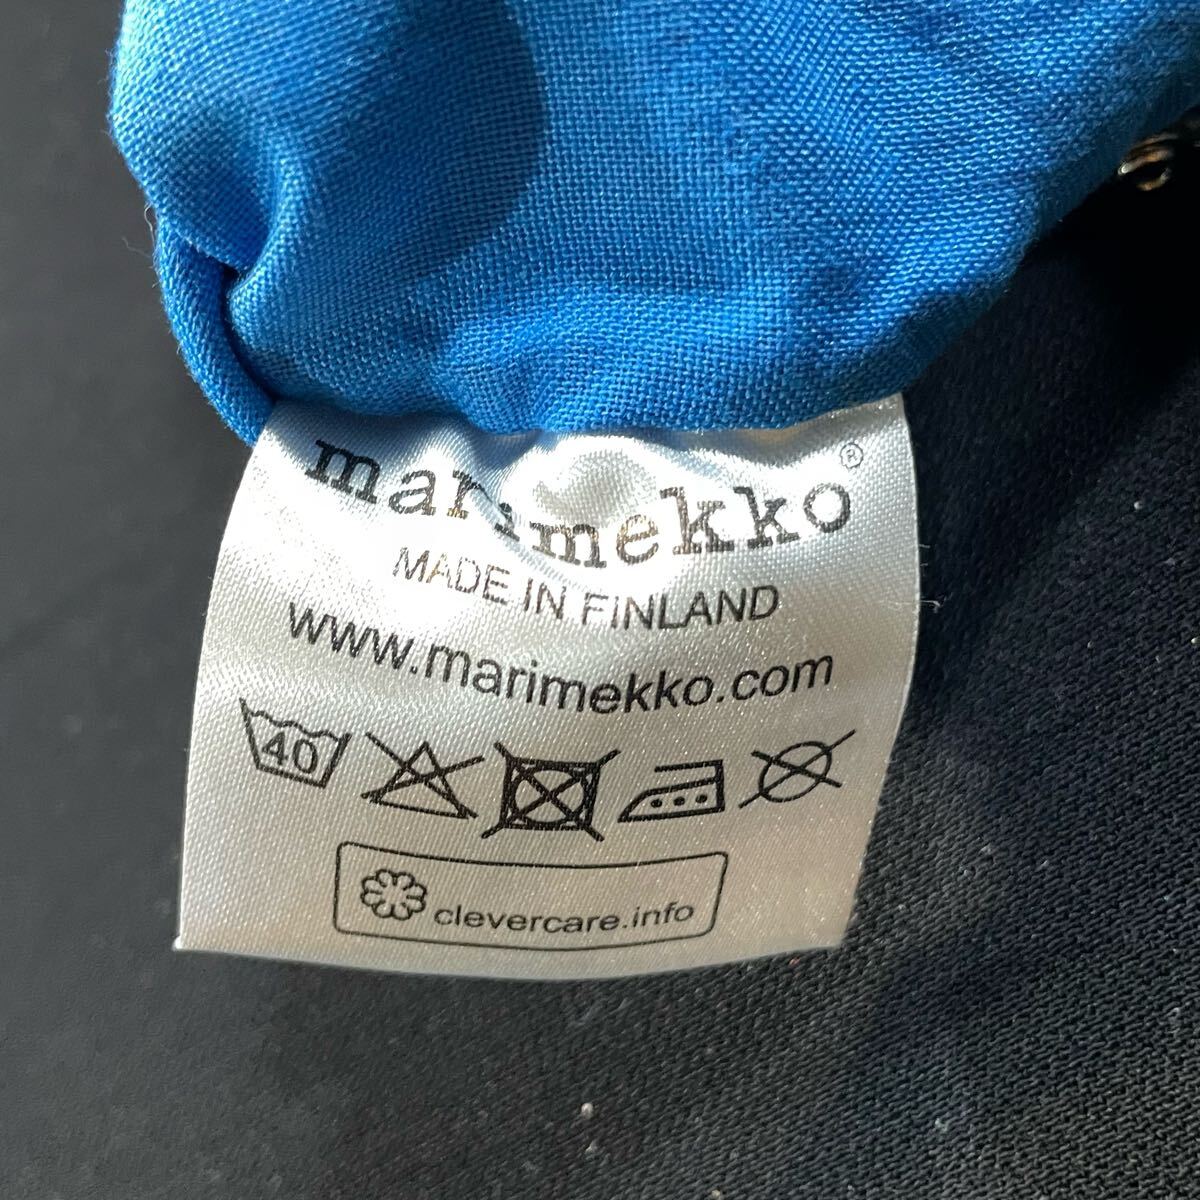 marimekko®
MADE IN FINLAND
www.marimekko.com
40
clevercare.info